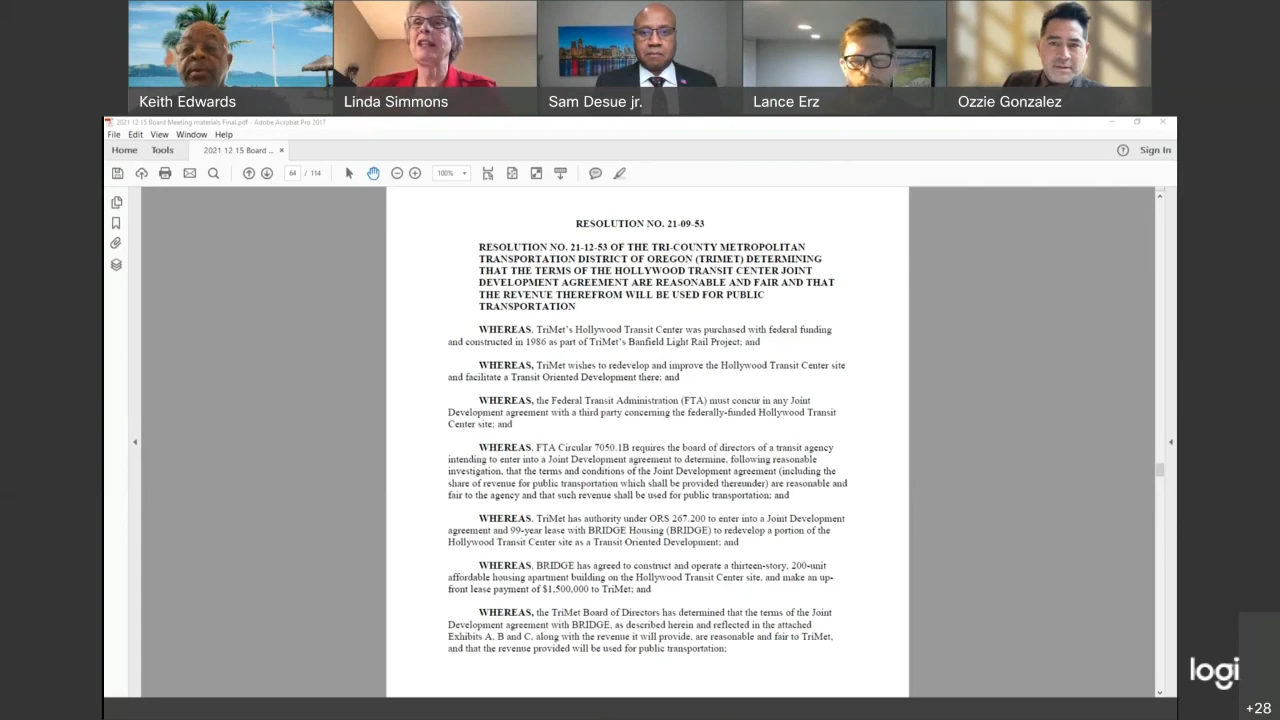 Keith Edwards
Linda Simmons
Sam Desue jr.
Lance Erz
Ozzie Gonzalez
2021 12 15 Board Meeting materials Final.pdf - Adobe Acrobat Pro 2017
File Edit View Window Help
Home Tools 2021 12 15 Board ... × Sign In
64 / 114 100%
RESOLUTION NO. 21-09-53
RESOLUTION NO. 21-12-53 OF THE TRI-COUNTY METROPOLITAN
TRANSPORTATION DISTRICT OF OREGON (TRIMET) DETERMINING
THAT THE TERMS OF THE HOLLYWOOD TRANSIT CENTER JOINT
DEVELOPMENT AGREEMENT ARE REASONABLE AND FAIR AND THAT
THE REVENUE THEREFROM WILL BE USED FOR PUBLIC
TRANSPORTATION
WHEREAS, TriMet's Hollywood Transit Center was purchased with federal funding
and constructed in 1986 as part of TriMet's Banfield Light Rail Project; and
WHEREAS, TriMet wishes to redevelop and improve the Hollywood Transit Center site
and facilitate a Transit Oriented Development there; and
WHEREAS, the Federal Transit Administration (FTA) must concur in any Joint
Development agreement with a third party concerning the federally-funded Hollywood Transit
Center site; and
WHEREAS, FTA Circular 7050.1B requires the board of directors of a transit agency
intending to enter into a Joint Development agreement to determine, following reasonable
investigation, that the terms and conditions of the Joint Development agreement (including the
share of revenue for public transportation which shall be provided thereunder) are reasonable and
fair to the agency and that such revenue shall be used for public transportation; and
WHEREAS, TriMet has authority under ORS 267.200 to enter into a Joint Development
agreement and 99-year lease with BRIDGE Housing (BRIDGE) to redevelop a portion of the
Hollywood Transit Center site as a Transit Oriented Development; and
WHEREAS, BRIDGE has agreed to construct and operate a thirteen-story, 200-unit
affordable housing apartment building on the Hollywood Transit Center site, and make an up-
front lease payment of $1,500,000 to TriMet; and
WHEREAS, the TriMet Board of Directors has determined that the terms of the Joint
Development agreement with BRIDGE, as described herein and reflected in the attached
Exhibits A, B and C, along with the revenue it will provide, are reasonable and fair to TriMet,
and that the revenue provided will be used for public transportation;
logi
+28